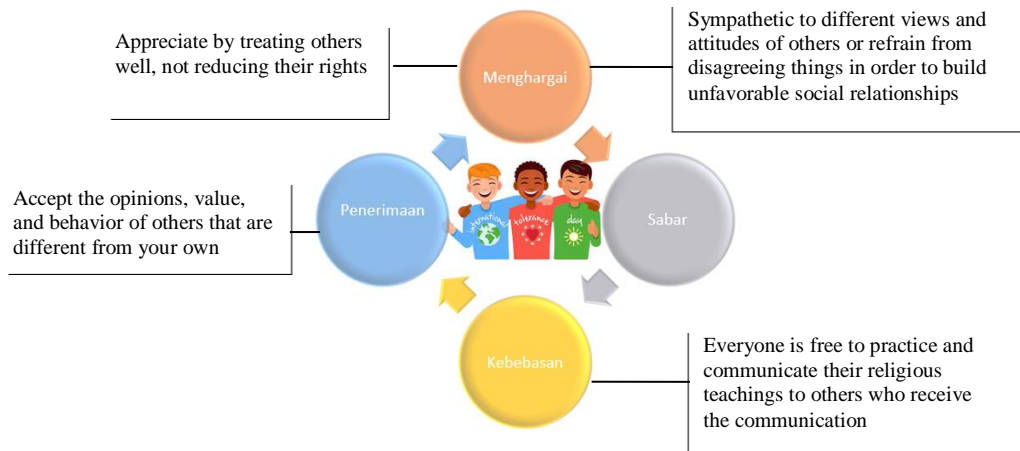 Appreciate by treating others
well, not reducing their rights
Menghargai
Sympathetic to different views and
attitudes of others or refrain from
disagreeing things in order to build
unfavorable social relationships
Accept the opinions, value,
and behavior of others that are
different from your own
Penerimaan
international
tolerance
day
Sabar
Kebebasan
Everyone is free to practice and
communicate their religious
teachings to others who receive
the communication